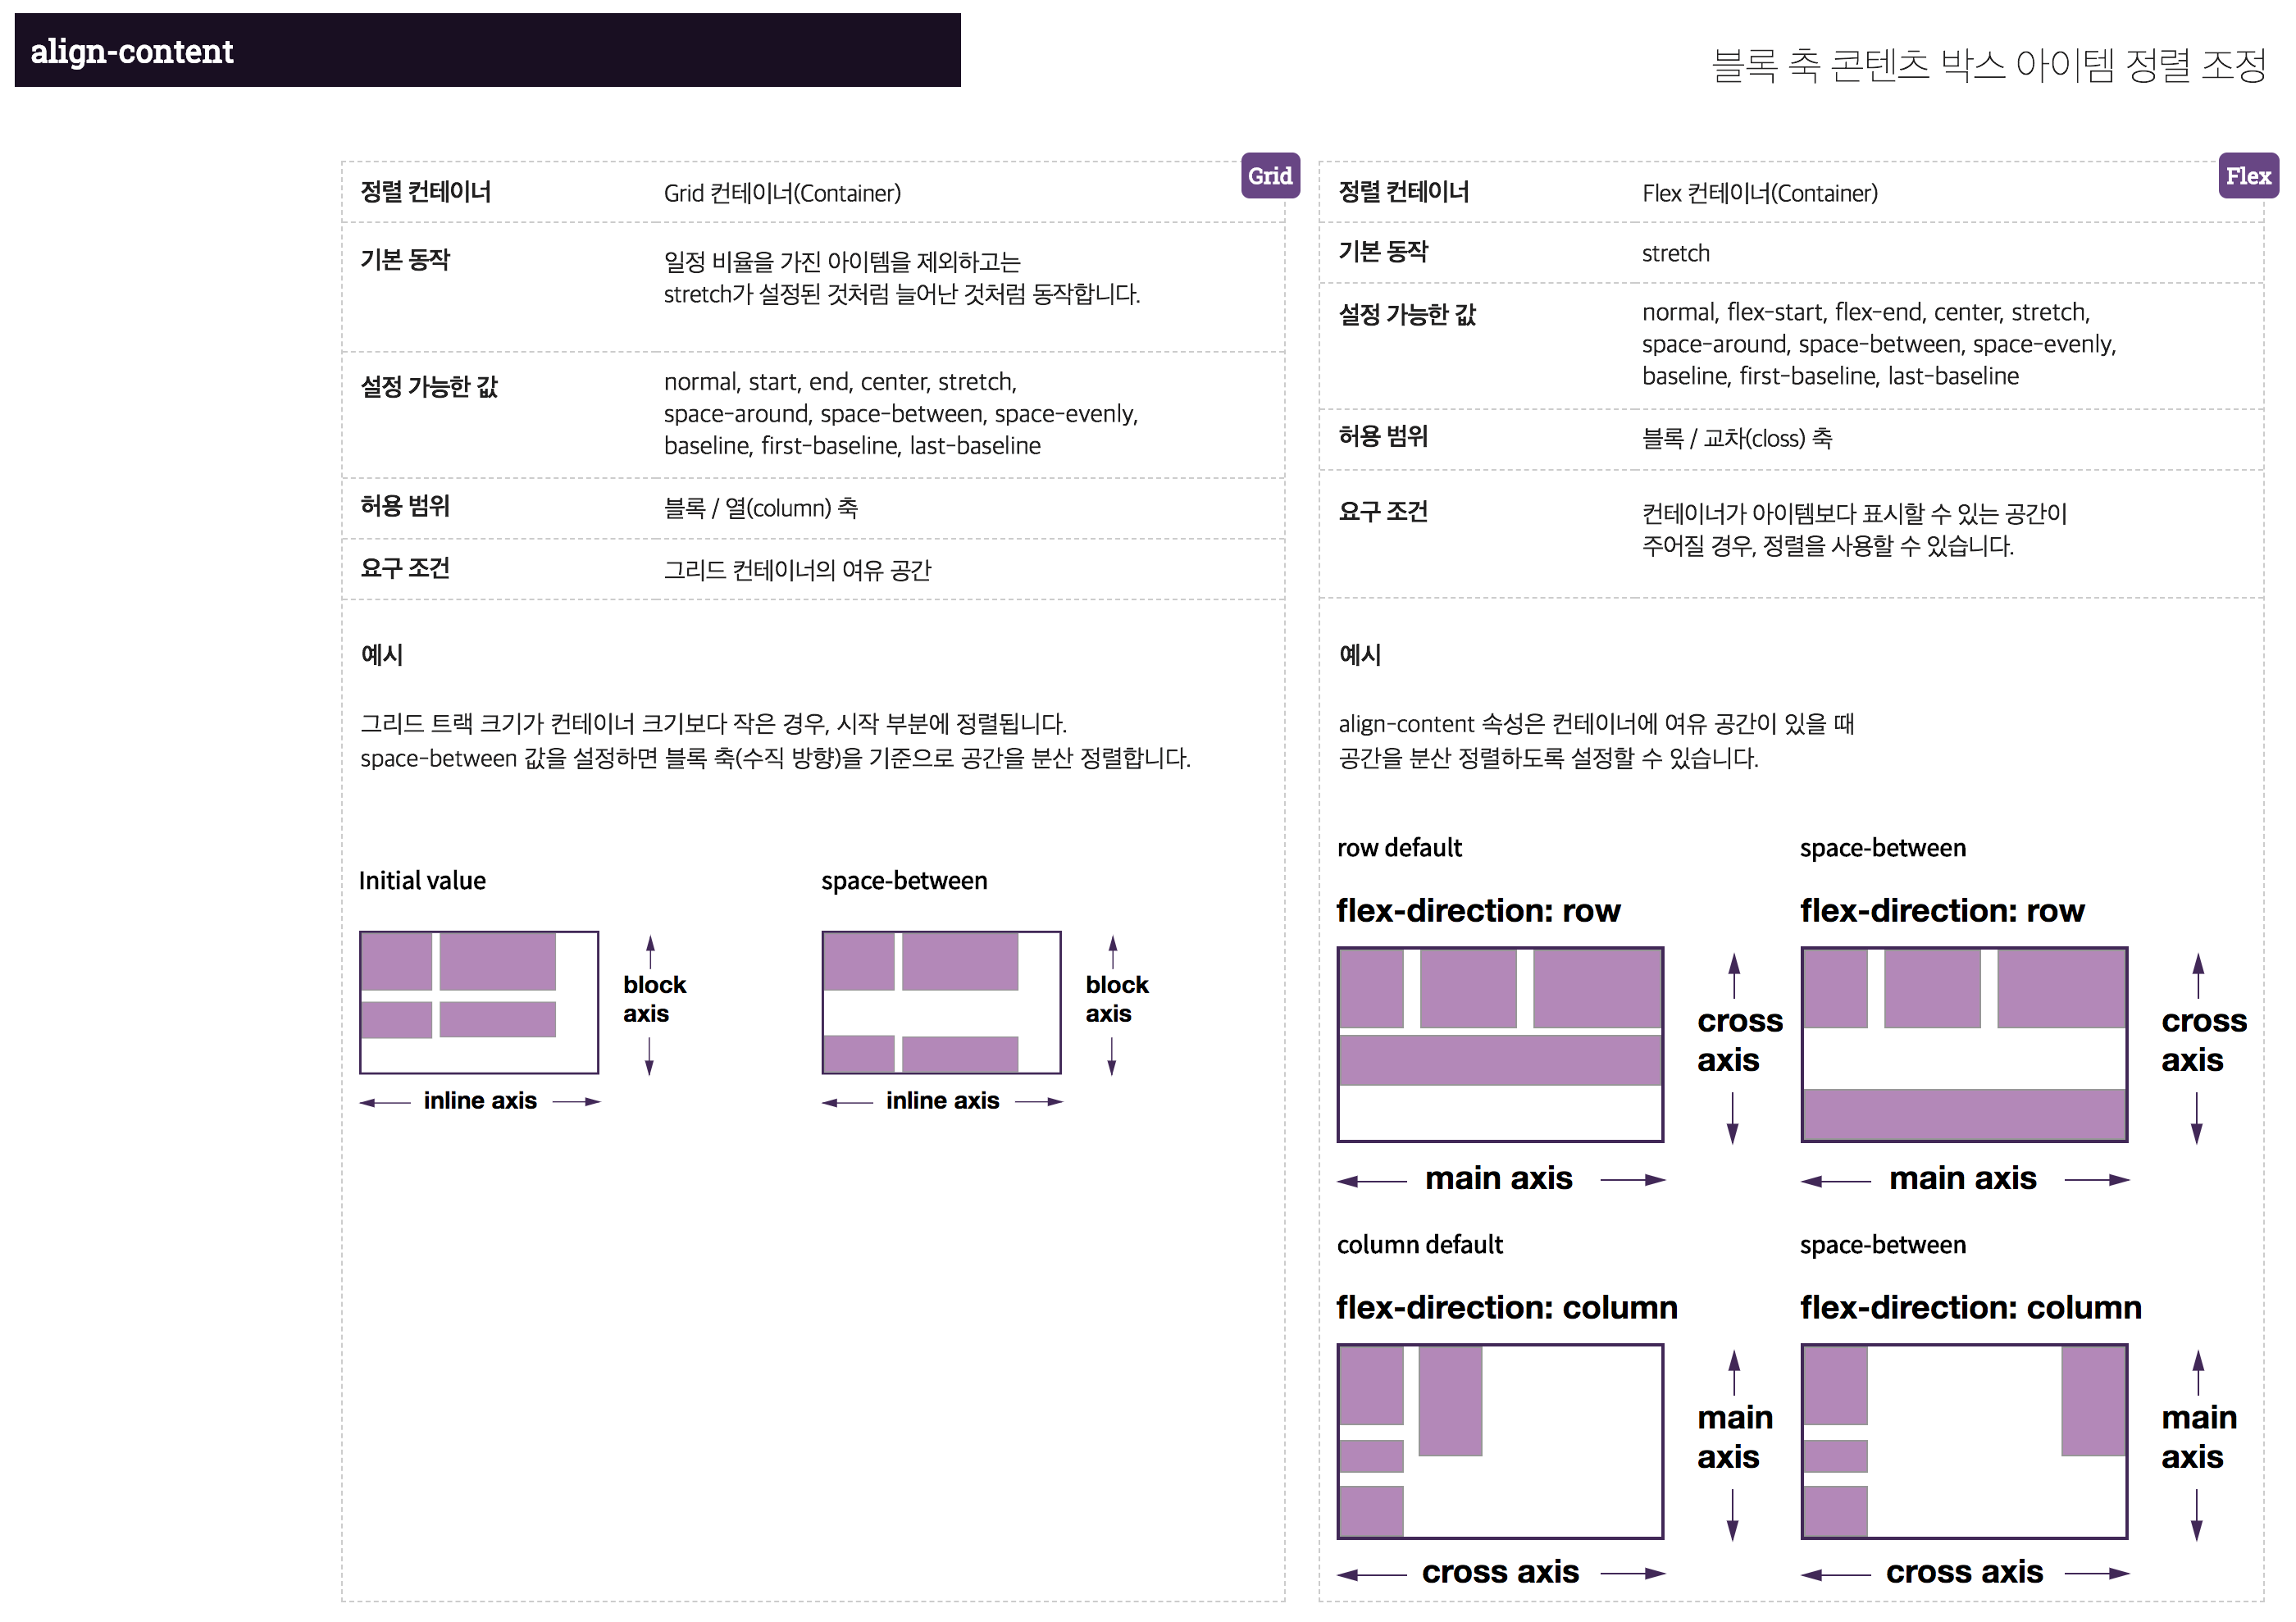 align-content
블록 축 콘텐츠 박스 아이템 정렬 조정
Grid
정렬 컨테이너
Grid 컨테이너(Container)
기본 동작
일정 비율을 가진 아이템을 제외하고는
stretch가 설정된 것처럼 늘어난 것처럼 동작합니다.
설정 가능한 값
normal, start, end, center, stretch,
space-around, space-between, space-evenly,
baseline, first-baseline, last-baseline
허용 범위
블록 / 열(column) 축
요구 조건
그리드 컨테이너의 여유 공간
예시
그리드 트랙 크기가 컨테이너 크기보다 작은 경우, 시작 부분에 정렬됩니다.
space-between 값을 설정하면 블록 축(수직 방향)을 기준으로 공간을 분산 정렬합니다.
Initial value
block
axis
inline axis
space-between
block
axis
inline axis
Flex
정렬 컨테이너
Flex 컨테이너(Container)
기본 동작
stretch
설정 가능한 값
normal, flex-start, flex-end, center, stretch,
space-around, space-between, space-evenly,
baseline, first-baseline, last-baseline
허용 범위
블록 / 교차(closs) 축
요구 조건
컨테이너가 아이템보다 표시할 수 있는 공간이
주어질 경우, 정렬을 사용할 수 있습니다.
예시
align-content 속성은 컨테이너에 여유 공간이 있을 때
공간을 분산 정렬하도록 설정할 수 있습니다.
row default
flex-direction: row
cross
axis
main axis
space-between
flex-direction: row
cross
axis
main axis
column default
flex-direction: column
main
axis
cross axis
space-between
flex-direction: column
main
axis
cross axis